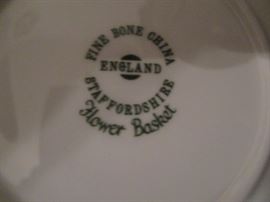 FINE BONE CHINA
ENGLAND
STAFFORDSHIRE
Flower Basket